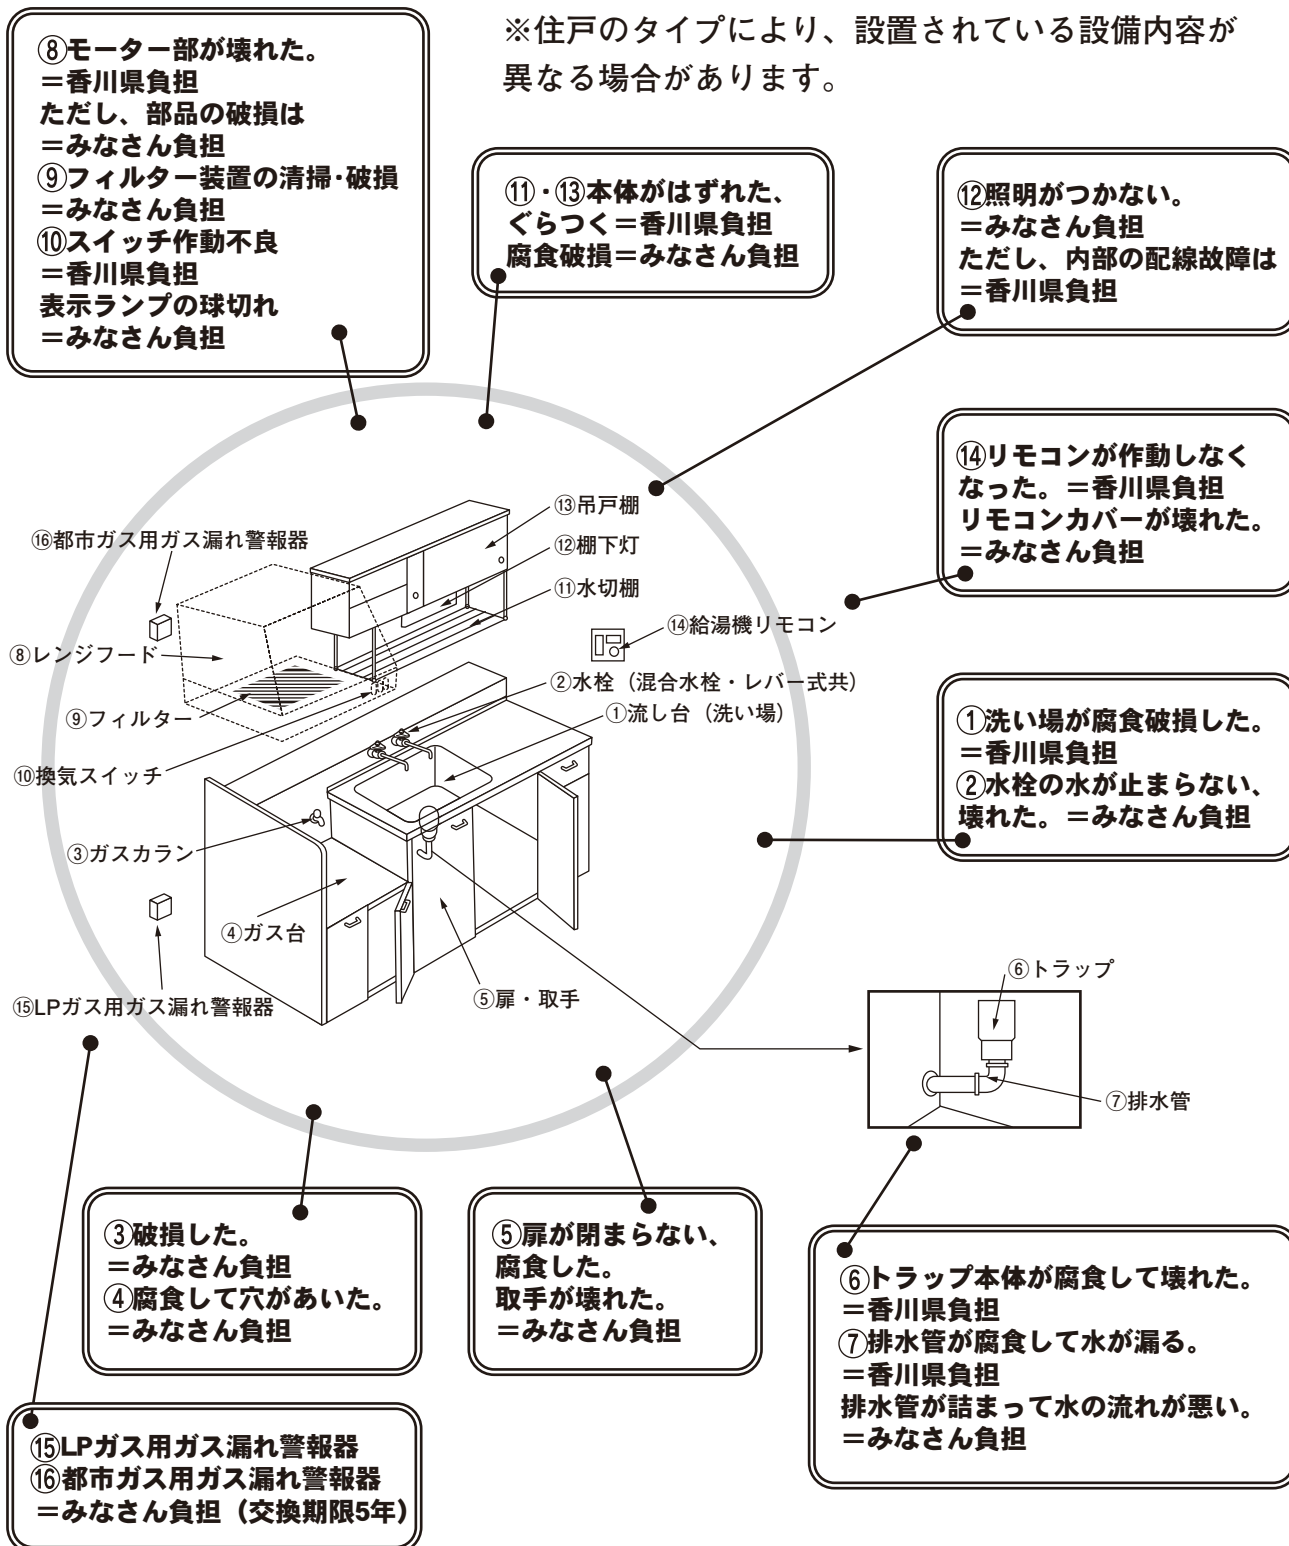 ※住戸のタイプにより、設置されている設備内容が
異なる場合があります。
⑧モーター部が壊れた。
＝香川県負担
ただし、部品の破損は
＝みなさん負担
⑨フィルター装置の清掃・破損
＝みなさん負担
⑩スイッチ作動不良
＝香川県負担
表示ランプの球切れ
＝みなさん負担
⑪・⑬本体がはずれた、
ぐらつく＝香川県負担
腐食破損＝みなさん負担
⑫照明がつかない。
＝みなさん負担
ただし、内部の配線故障は
＝香川県負担
⑭リモコンが作動しなく
なった。＝香川県負担
リモコンカバーが壊れた。
＝みなさん負担
⑬吊戸棚
⑯都市ガス用ガス漏れ警報器
⑫棚下灯
⑪水切棚
⑭給湯機リモコン
⑧レンジフード
②水栓（混合水栓・レバー式共）
⑨フィルター
①流し台（洗い場）
⑩換気スイッチ
③ガスカラン
④ガス台
⑤扉・取手
⑮LPガス用ガス漏れ警報器
①洗い場が腐食破損した。
＝香川県負担
②水栓の水が止まらない、
壊れた。＝みなさん負担
⑥トラップ
⑦排水管
③破損した。
＝みなさん負担
④腐食して穴があいた。
＝みなさん負担
⑤扉が閉まらない、
腐食した。
取手が壊れた。
＝みなさん負担
⑥トラップ本体が腐食して壊れた。
＝香川県負担
⑦排水管が腐食して水が漏る。
＝香川県負担
排水管が詰まって水の流れが悪い。
＝みなさん負担
⑮LPガス用ガス漏れ警報器
⑯都市ガス用ガス漏れ警報器
＝みなさん負担（交換期限5年）